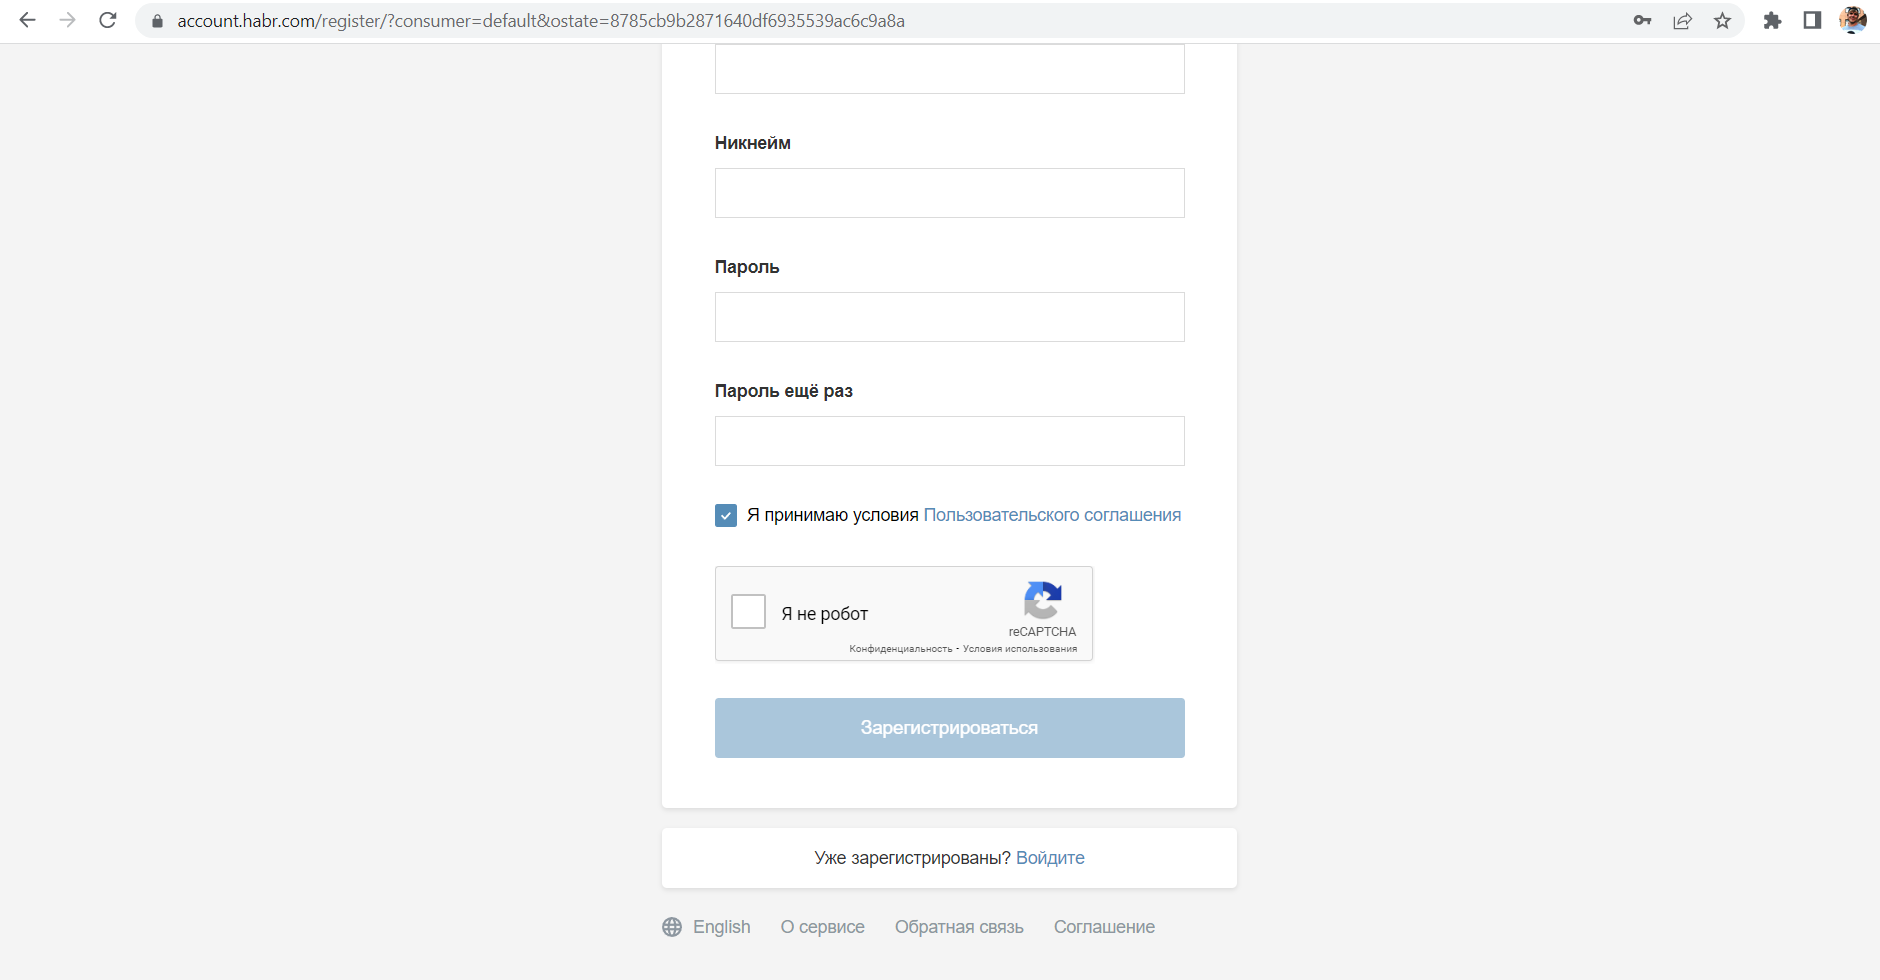 account.habr.com/register/?consumer=default&ostate=8785cb9b2871640df6935539ac6c9a8a
Никнейм
Пароль
Пароль ещё раз
Я принимаю условия Пользовательского соглашения
Я не робот
reCAPTCHA
Конфиденциальность - Условия использования
Зарегистрироваться
Уже зарегистрированы? Войдите
English О сервисе Обратная связь Соглашение